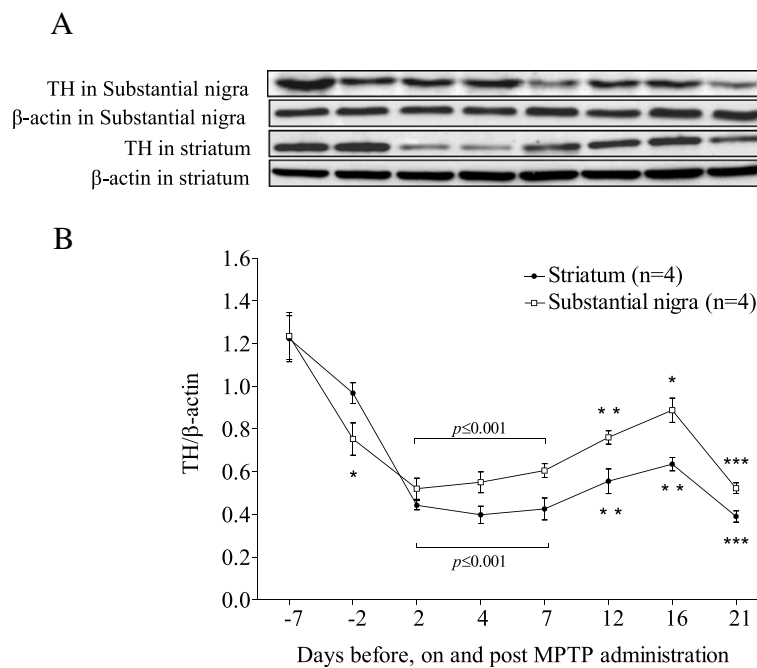 A
TH in Substantial nigra
β-actin in Substantial nigra
TH in striatum
β-actin in striatum
B
1.6
1.4
1.2
1.0
0.8
0.6
0.4
0.2
0.0
TH/β-actin
Striatum (n=4)
Substantial nigra (n=4)
*
p≤0.001
* *
*
***
p≤0.001
* *
* *
***
-7 -2 2 4 7 12 16 21
Days before, on and post MPTP administration